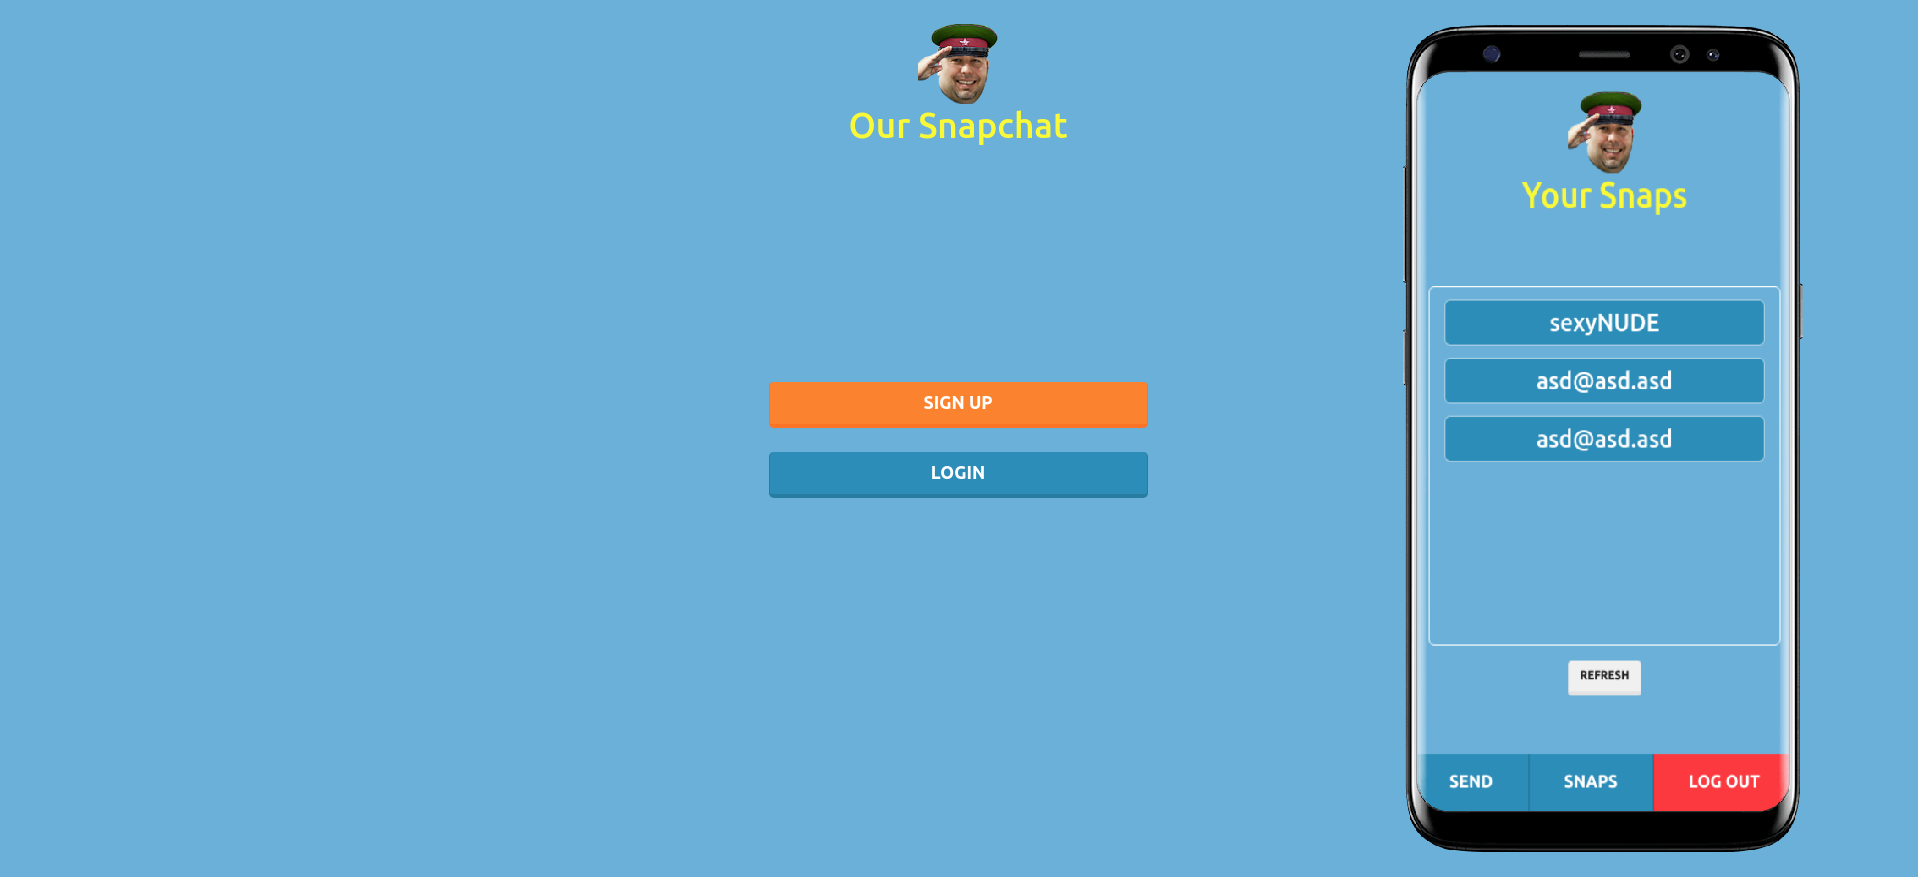 Our Snapchat
SIGN UP
LOGIN
Your Snaps
sexyNUDE
asd@asd.asd
asd@asd.asd
REFRESH
SEND SNAPS LOG OUT